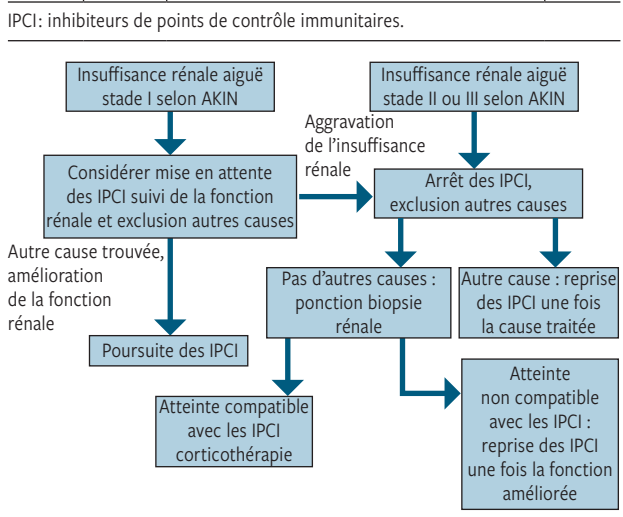 IPCI: inhibiteurs de points de contrôle immunitaires.
Insuffisance rénale aiguë
stade I selon AKIN
Insuffisance rénale aiguë
stade II ou III selon AKIN
Aggravation
de l’insuffisance
rénale
Considérer mise en attente
des IPCI suivi de la fonction
rénale et exclusion autres causes
Arrêt des IPCI,
exclusion autres causes
Autre cause trouvée,
amélioration
de la fonction
rénale
Pas d’autres causes :
ponction biopsie
rénale
Autre cause : reprise
des IPCI une fois
la cause traitée
Poursuite des IPCI
Atteinte compatible
avec les IPCI
corticothérapie
Atteinte
non compatible
avec les IPCI :
reprise des IPCI
une fois la fonction
améliorée